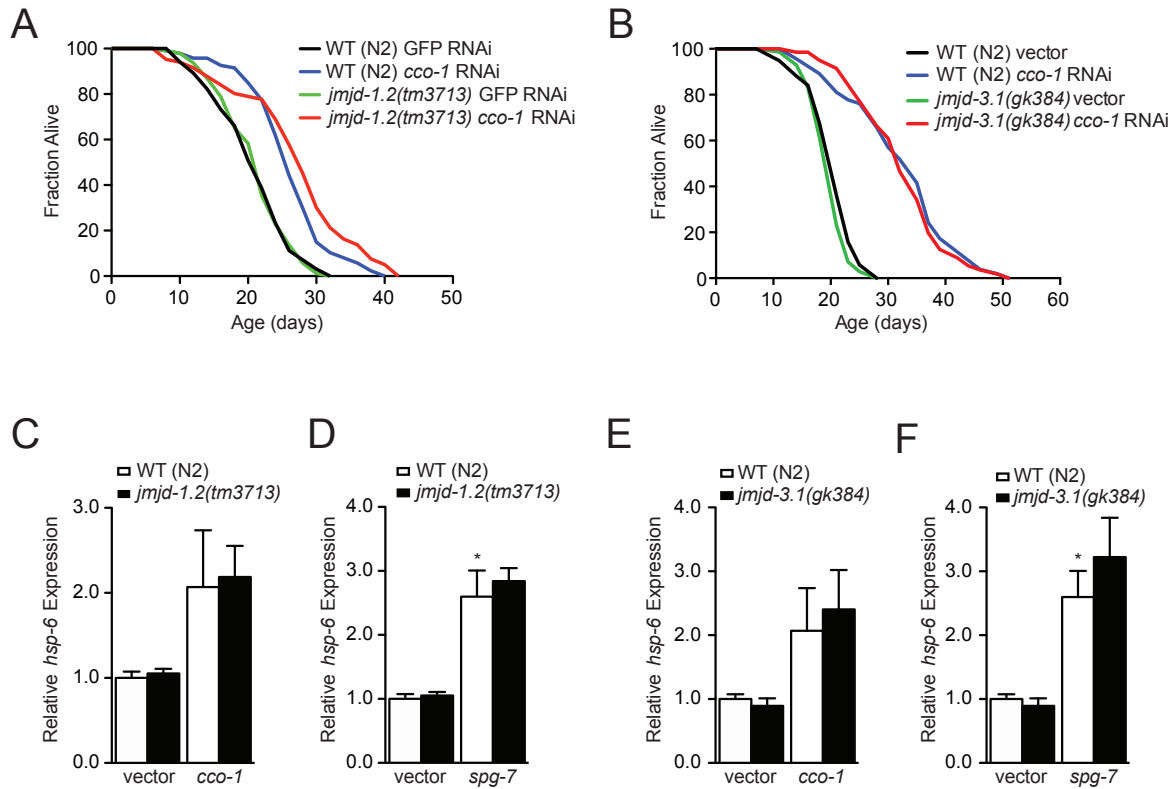 A
WT (N2) GFP RNAi
WT (N2) cco-1 RNAi
jmjd-1.2(tm3713) GFP RNAi
jmjd-1.2(tm3713) cco-1 RNAi
Fraction Alive
100
80
60
40
20
0
0 10 20 30 40 50
Age (days)
B
WT (N2) vector
WT (N2) cco-1 RNAi
jmjd-3.1(gk384) vector
jmjd-3.1(gk384) cco-1 RNAi
Fraction Alive
100
80
60
40
20
0
0 10 20 30 40 50 60
Age (days)
C
WT (N2)
jmjd-1.2(tm3713)
Relative hsp-6 Expression
3.0
2.0
1.0
0.0
vector cco-1
D
WT (N2)
jmjd-1.2(tm3713)
Relative hsp-6 Expression
4.0
3.0
2.0
1.0
0.0
*
vector spg-7
E
WT (N2)
jmjd-3.1(gk384)
Relative hsp-6 Expression
4.0
3.0
2.0
1.0
0.0
vector cco-1
F
WT (N2)
jmjd-3.1(gk384)
Relative hsp-6 Expression
4.0
3.0
2.0
1.0
0.0
*
vector spg-7